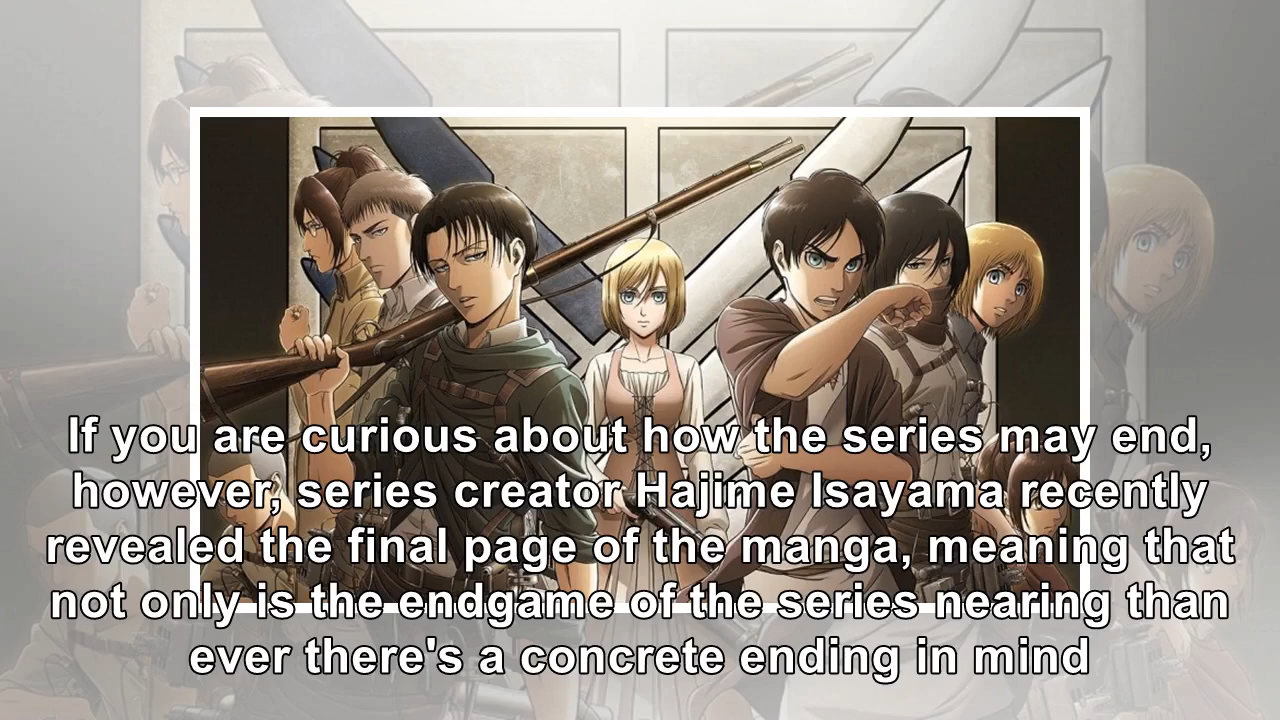 If you are curious about how the series may end,
however, series creator Hajime Isayama recently
revealed the final page of the manga, meaning that
not only is the endgame of the series nearing than
ever there's a concrete ending in mind